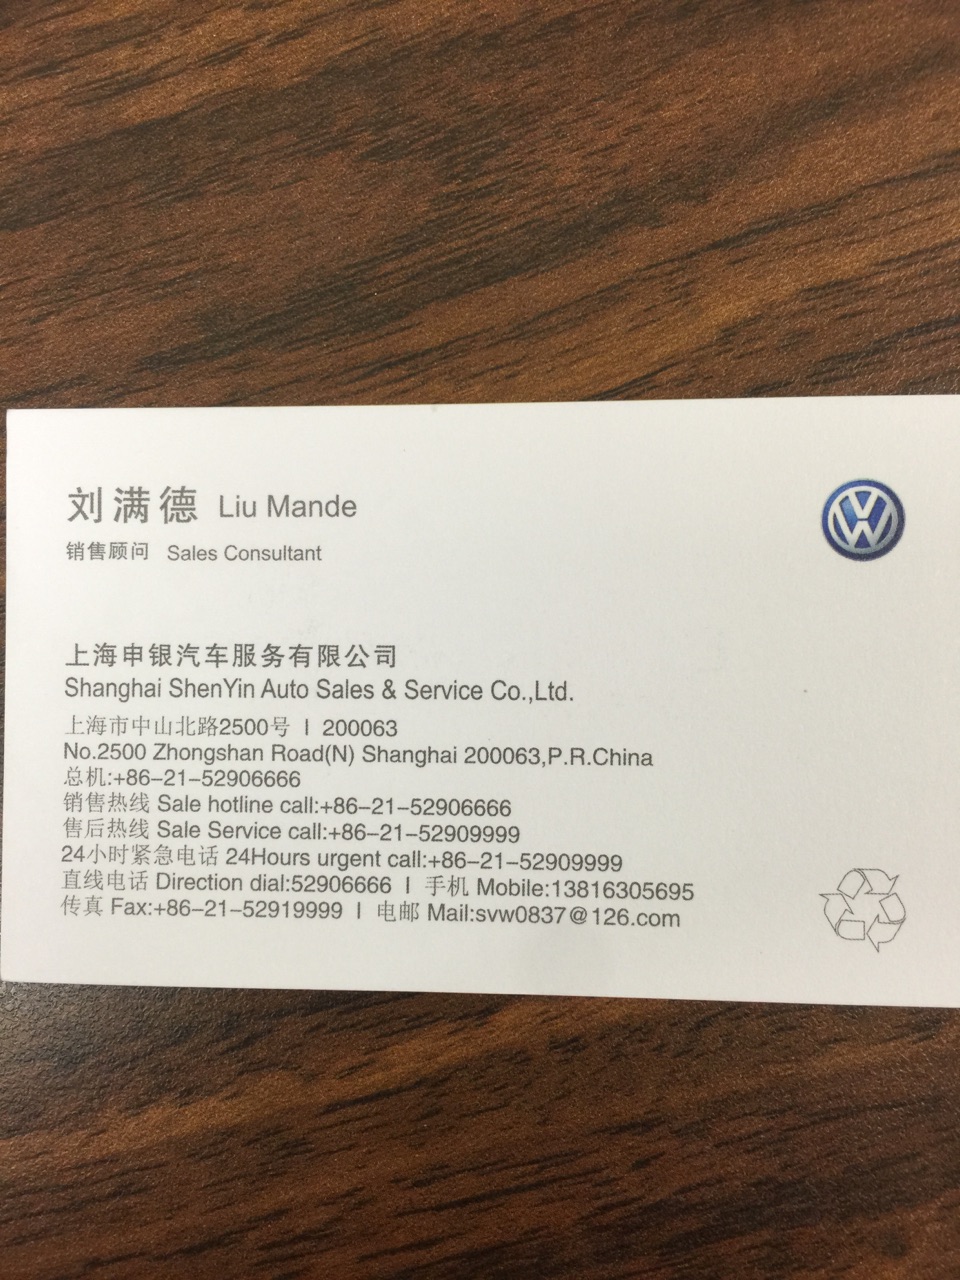 刘满德 Liu Mande
销售顾问 Sales Consultant
上海申银汽车服务有限公司
Shanghai ShenYin Auto Sales & Service Co.,Ltd.
上海市中山北路2500号 | 200063
No.2500 Zhongshan Road(N) Shanghai 200063,P.R.China
总机:+86-21-52906666
销售热线 Sale hotline call:+86-21-52906666
售后热线 Sale Service call:+86-21-52909999
24小时紧急电话 24Hours urgent call:+86-21-52909999
直线电话 Direction dial:52906666 | 手机 Mobile:13816305695
传真 Fax:+86-21-52919999 | 电邮 Mail:svw0837@126.com